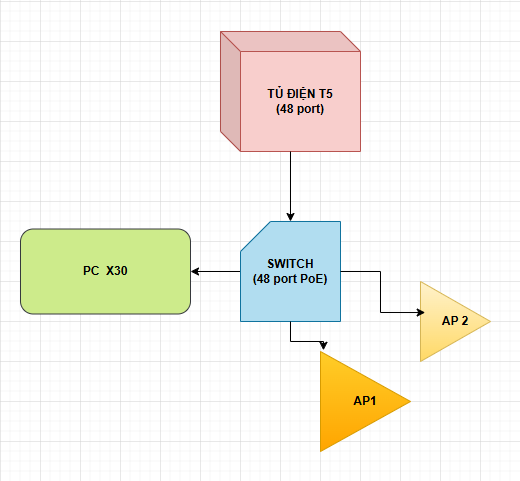 TỦ ĐIỆN T5
(48 port)
PC X30
SWITCH
(48 port PoE)
AP 2
AP1